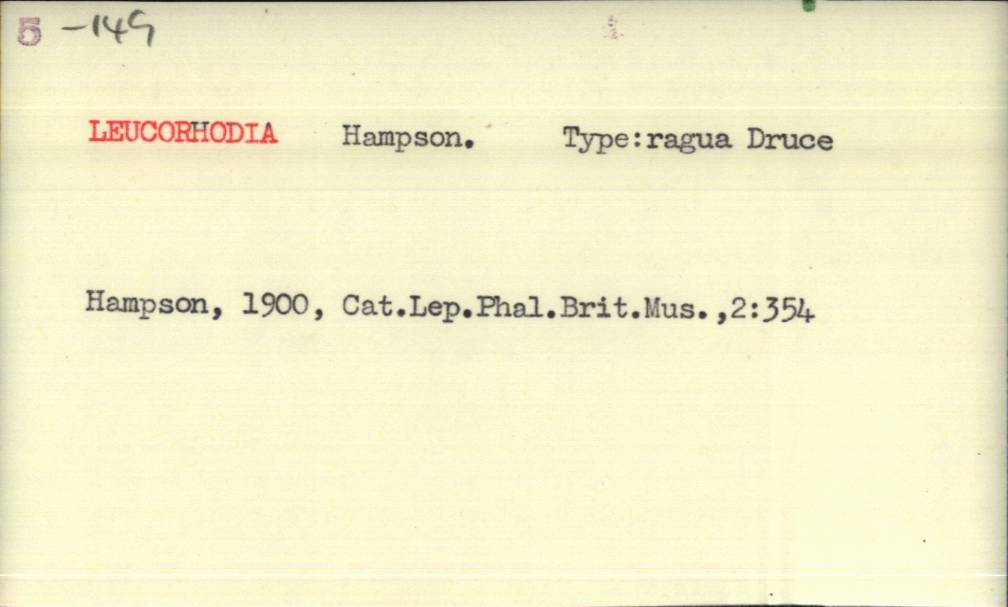 5 -149
LEUCORHODIA Hampson. Type:ragua Druce
Hampson, 1900, Cat.Lep.Phal.Brit.Mus.,2:354